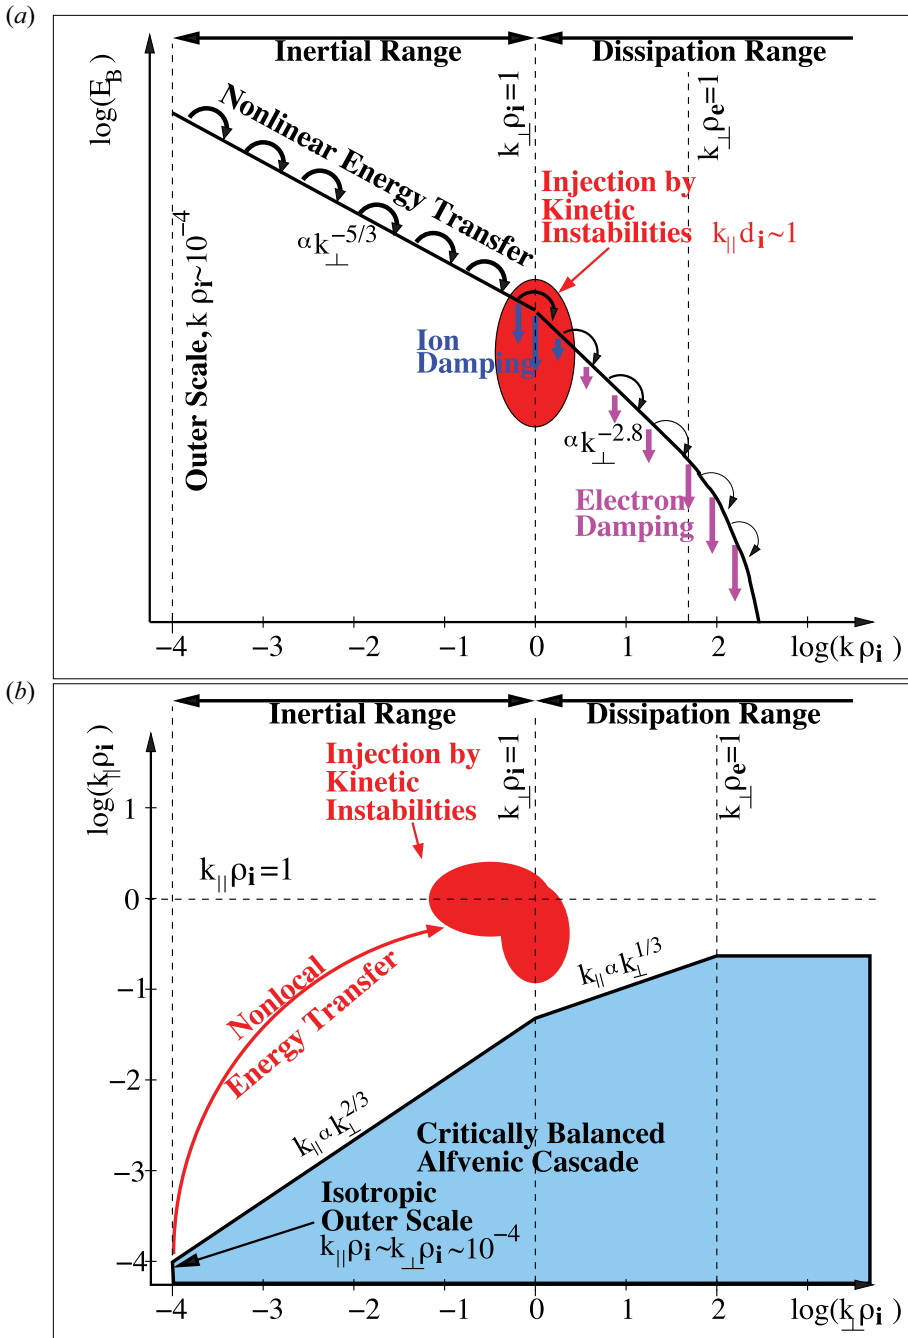 (a)
Inertial Range
Dissipation Range
log(E_B)
Nonlinear Energy Transfer
αk⊥^−5/3
Outer Scale, k ρi~10^−4
k⊥ρi=1
k⊥ρe=1
Injection by
Kinetic
Instabilities k|| di~1
Ion
Damping
αk⊥^−2.8
Electron
Damping
−4 −3 −2 −1 0 1 2 log(k ρi )
(b)
Inertial Range
Dissipation Range
log(k||ρi )
Injection by
Kinetic
Instabilities
k⊥ρi=1
k⊥ρe=1
k||ρi=1
1
0
−1
−2
−3
−4
Nonlocal
Energy Transfer
k|| α k⊥^2/3
k|| α k⊥^1/3
Critically Balanced
Alfvenic Cascade
Isotropic
Outer Scale
k||ρi~k⊥ρi~10^−4
−4 −3 −2 −1 0 1 2 log(k⊥ρi )